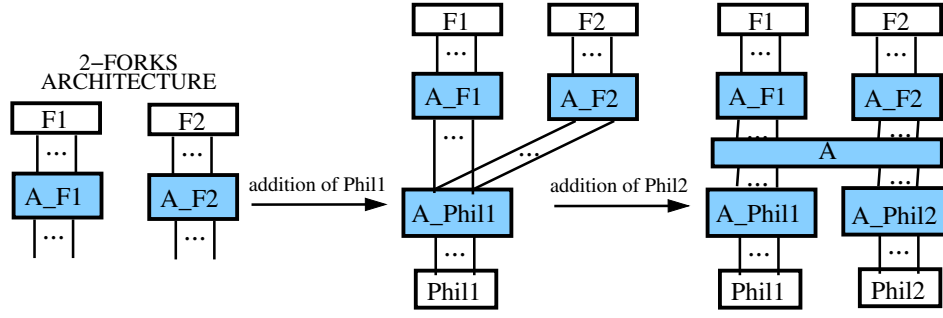 2−FORKS
ARCHITECTURE
F1
F2
...
...
A_F1
A_F2
...
...
addition of Phil1
F1
F2
...
...
A_F1
A_F2
...
...
A_Phil1
...
Phil1
addition of Phil2
F1
F2
...
...
A_F1
A_F2
...
...
A
...
...
A_Phil1
A_Phil2
...
...
Phil1
Phil2